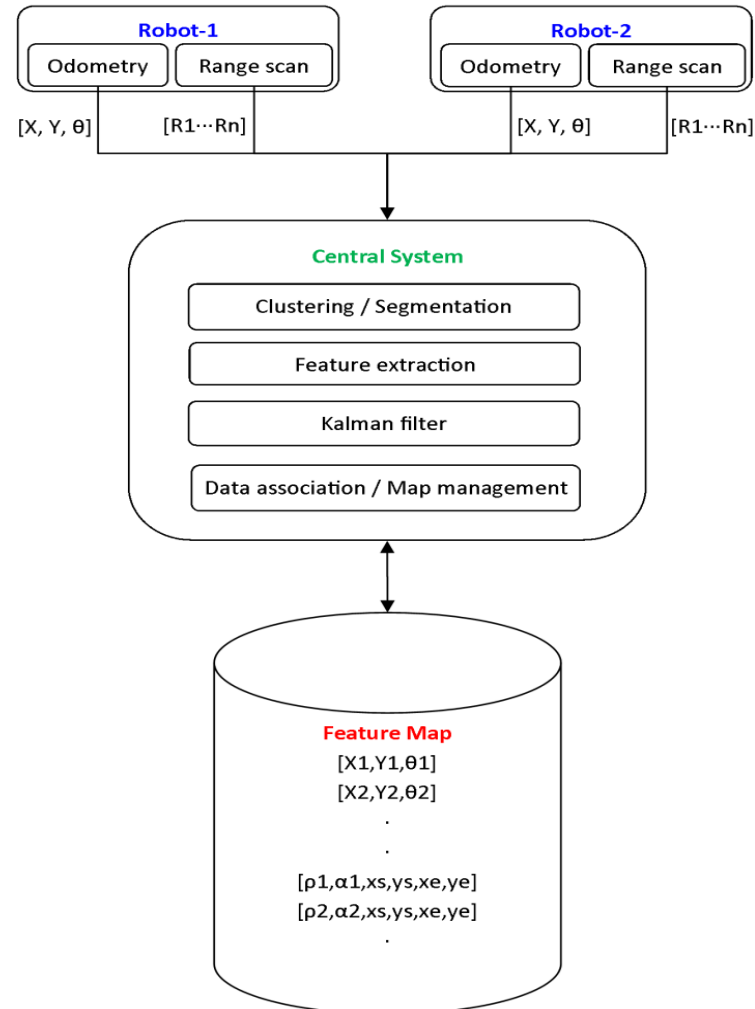 Robot-1
Odometry
Range scan
[X, Y, θ]
[R1···Rn]
Robot-2
Odometry
Range scan
[X, Y, θ]
[R1···Rn]
Central System
Clustering / Segmentation
Feature extraction
Kalman filter
Data association / Map management
Feature Map
[X1,Y1,θ1]
[X2,Y2,θ2]
.
.
[ρ1,α1,xs,ys,xe,ye]
[ρ2,α2,xs,ys,xe,ye]
.